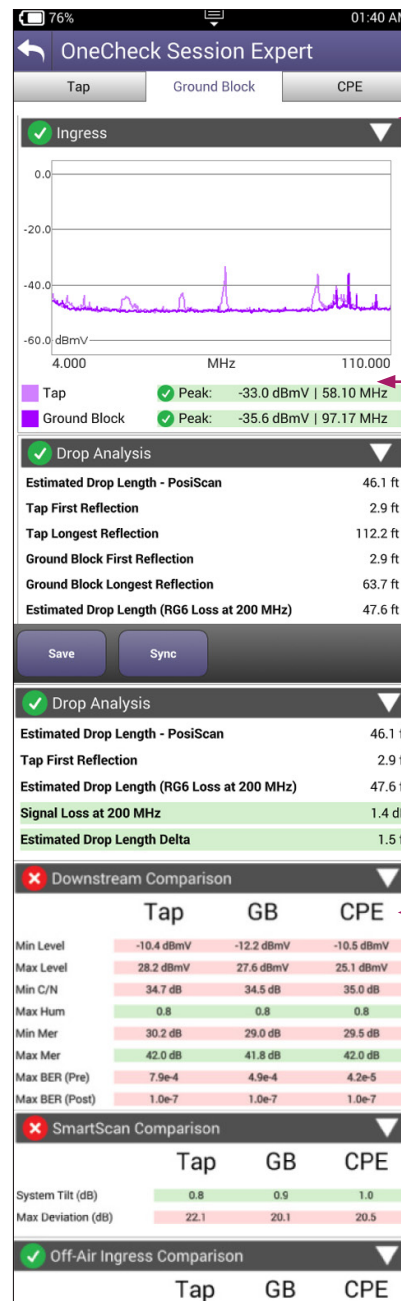 76% 01:40 AM
OneCheck Session Expert
Tap Ground Block CPE
Ingress
0.0
-20.0
-40.0
-60.0 dBmV
4.000 MHz 110.000
Tap Peak: -33.0 dBmV | 58.10 MHz
Ground Block Peak: -35.6 dBmV | 97.17 MHz
Drop Analysis
Estimated Drop Length - PosiScan 46.1 ft
Tap First Reflection 2.9 ft
Tap Longest Reflection 112.2 ft
Ground Block First Reflection 2.9 ft
Ground Block Longest Reflection 63.7 ft
Estimated Drop Length (RG6 Loss at 200 MHz) 47.6 ft
Save Sync
Drop Analysis
Estimated Drop Length - PosiScan 46.1
Tap First Reflection 2.9
Estimated Drop Length (RG6 Loss at 200 MHz) 47.6
Signal Loss at 200 MHz 1.4 d
Estimated Drop Length Delta 1.5
Downstream Comparison
Tap GB CPE
Min Level -10.4 dBmV -12.2 dBmV -10.5 dBmV
Max Level 28.2 dBmV 27.6 dBmV 25.1 dBmV
Min C/N 34.7 dB 34.5 dB 35.0 dB
Max Hum 0.8 0.8 0.8
Min Mer 30.2 dB 29.0 dB 29.5 dB
Max Mer 42.0 dB 41.8 dB 42.0 dB
Max BER (Pre) 7.9e-4 4.9e-4 4.2e-5
Max BER (Post) 1.0e-7 1.0e-7 1.0e-7
SmartScan Comparison
Tap GB CPE
System Tilt (dB) 0.8 0.9 1.0
Max Deviation (dB) 22.1 20.1 20.5
Off-Air Ingress Comparison
Tap GB CPE